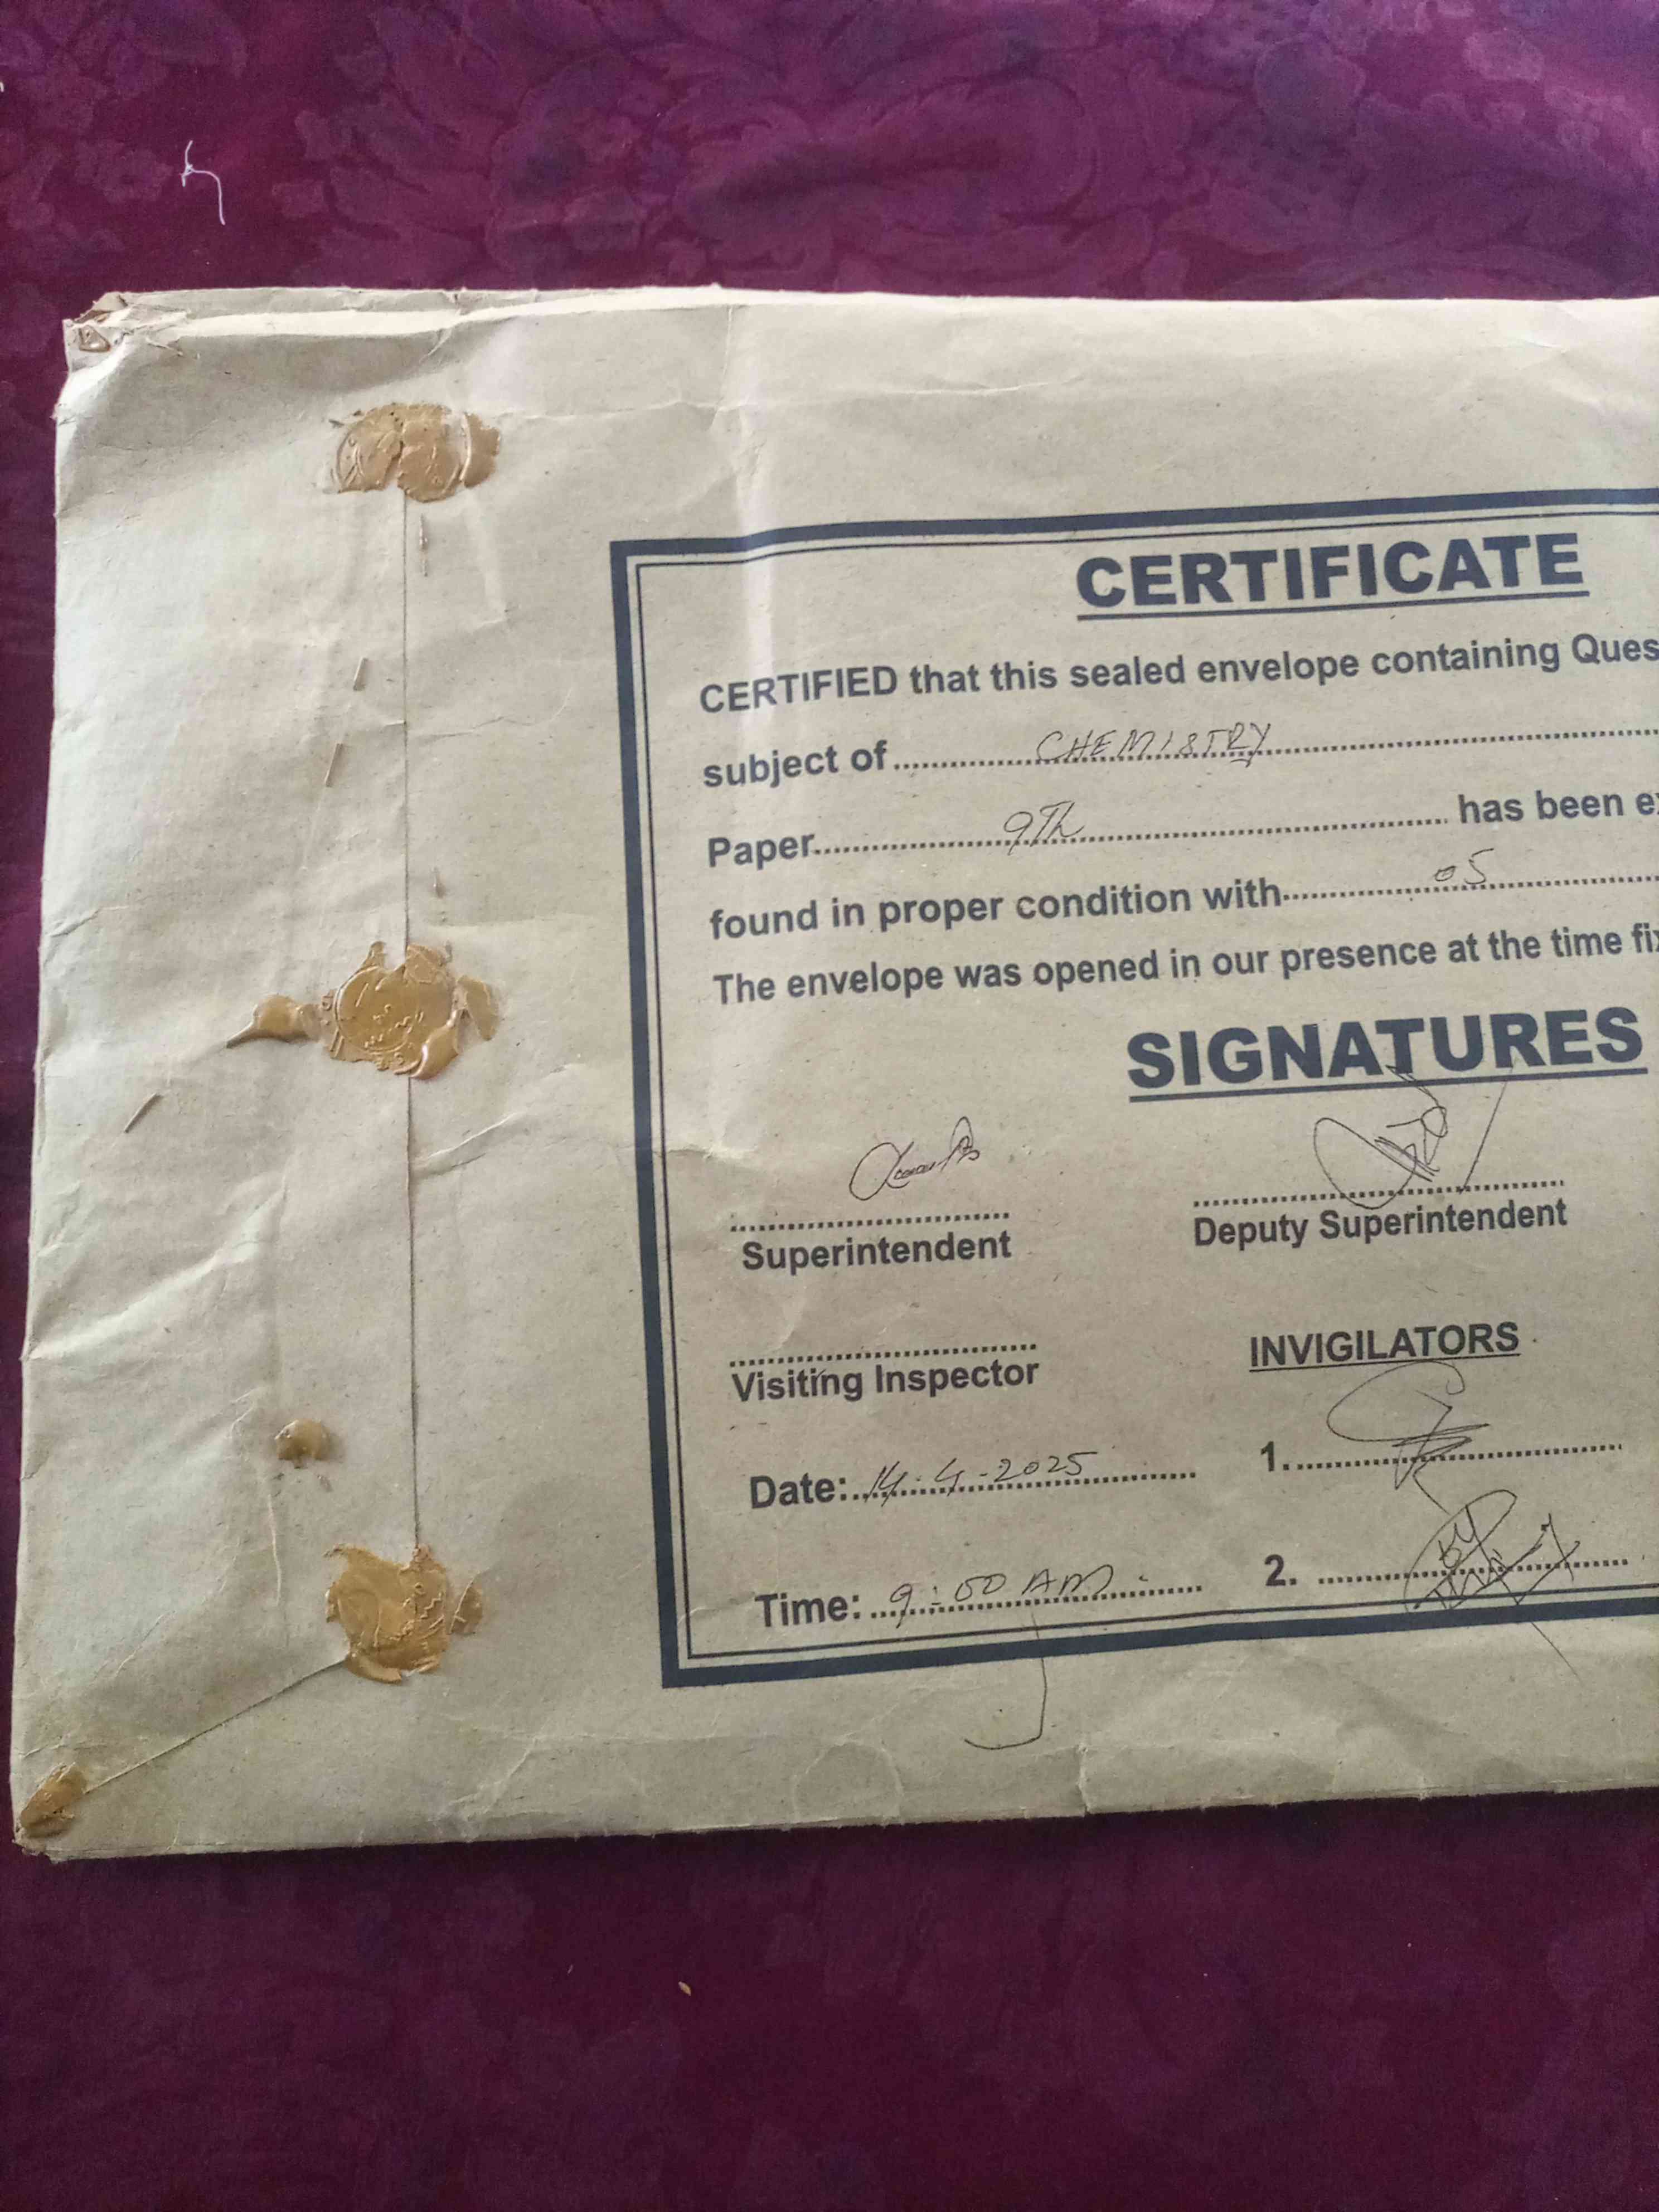 CERTIFICATE
CERTIFIED that this sealed envelope containing Ques
subject of CHEMISTRY
Paper 9Th has been e
found in proper condition with 05
The envelope was opened in our presence at the time fix
SIGNATURES
Superintendent
Deputy Superintendent
Visiting Inspector
INVIGILATORS
Date: 14.4.2025
1.
Time: 9:00 AM
2.